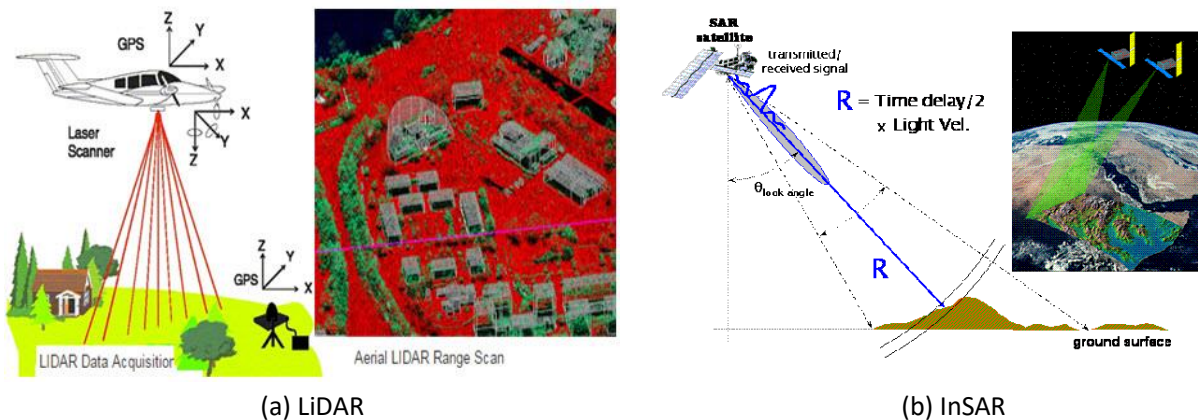 Z
Y
GPS
X
Laser
Scanner
X
Y
Z
Z
Y
GPS
X
LIDAR Data Acquisition
Aerial LIDAR Range Scan
(a) LiDAR
SAR
satellite
transmitted/
received signal
R = Time delay/2
x Light Vel.
θlook angle
R
ground surface
(b) InSAR